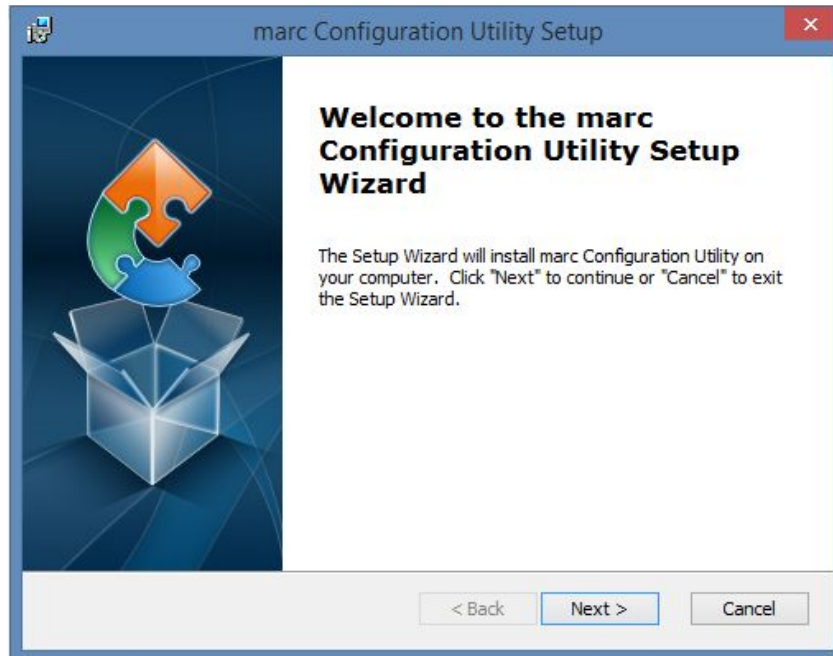 marc Configuration Utility Setup
Welcome to the marc
Configuration Utility Setup
Wizard
The Setup Wizard will install marc Configuration Utility on
your computer. Click "Next" to continue or "Cancel" to exit
the Setup Wizard.
< Back
Next >
Cancel